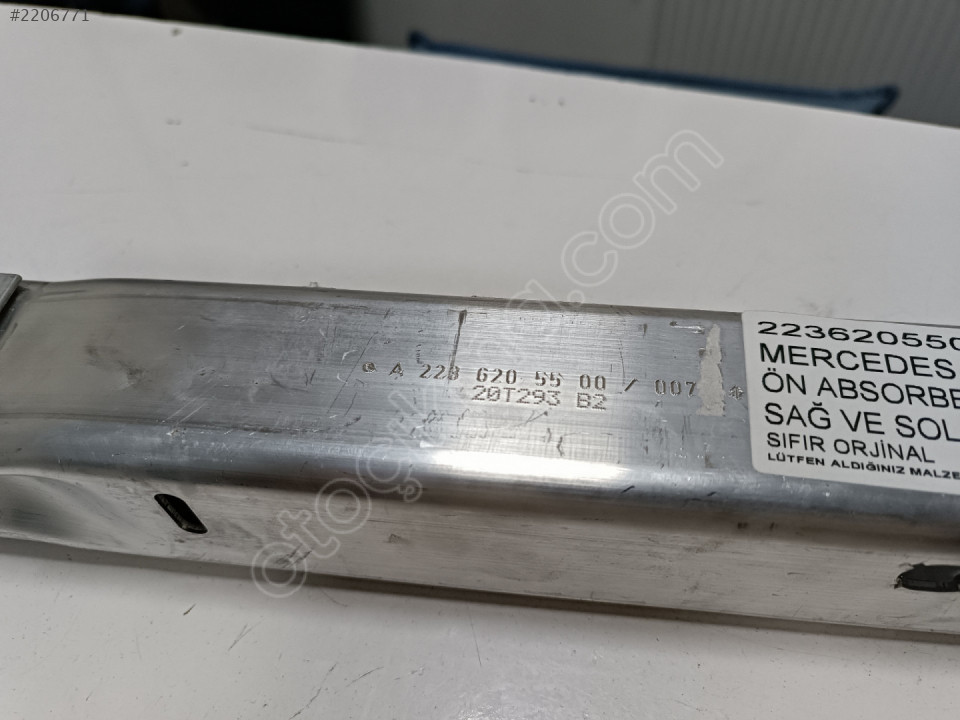 #2206771
A 223 620 55 00 / 007
20T293 B2
223620550
MERCEDES
ÖN ABSORBE
SAĞ VE SOL
SIFIR ORJİNAL
LÜTFEN ALDIĞINIZ MALZE